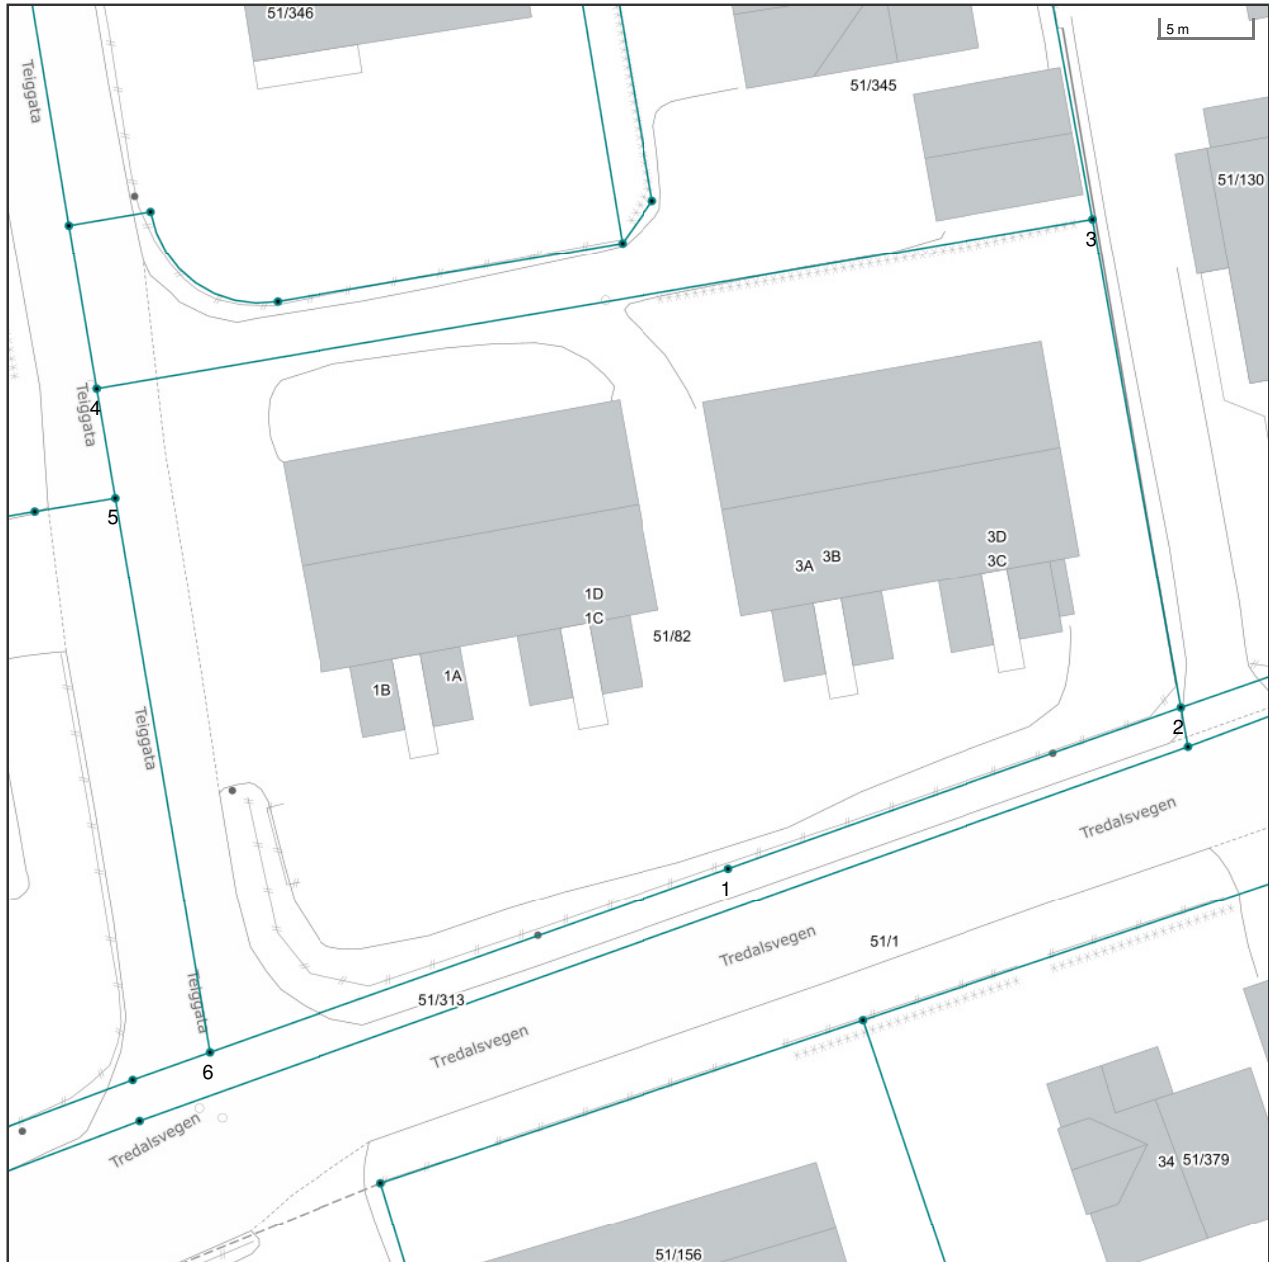 51/346
5 m
Teiggata
51/345
51/130
3
4
Teiggata
5
3D
3B
3A
3C
1D
1C
51/82
1A
1B
Teiggata
2
Tredalsvegen
1
Tredalsvegen
51/1
Teiggata
51/313
Tredalsvegen
6
Tredalsvegen
34 51/379
51/156